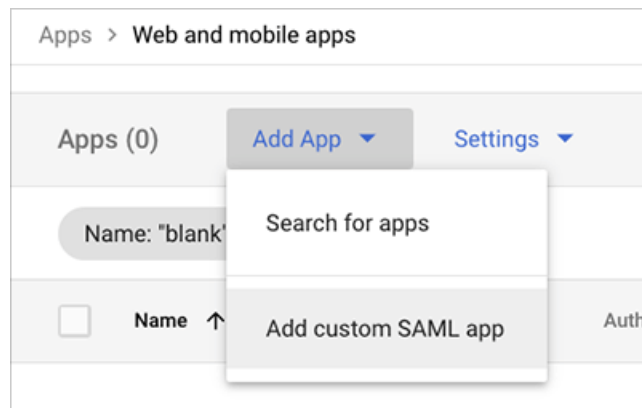 Apps > Web and mobile apps
Apps (0) Add App Settings
Search for apps
Name: "blank"
Add custom SAML app
Name